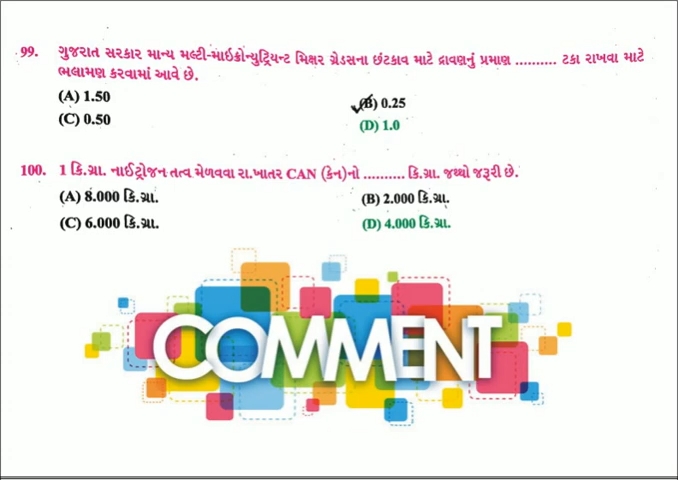 99. ગુજરાત સરકાર માન્ય મલ્ટી-માઇક્રોન્યુટ્રિયન્ટ મિક્ષર ગ્રેડસના છંટકાવ માટે દ્રાવણનું પ્રમાણ .......... ટકા રાખવા માટે
ભલામણ કરવામાં આવે છે.
(A) 1.50 (B) 0.25
(C) 0.50 (D) 1.0
100. 1 કિ.ગ્રા. નાઈટ્રોજન તત્વ મેળવવા રા.ખાતર CAN (કેન)નો .......... કિ.ગ્રા. જથ્થો જરૂરી છે.
(A) 8.000 કિ.ગ્રા. (B) 2.000 કિ.ગ્રા.
(C) 6.000 કિ.ગ્રા. (D) 4.000 કિ.ગ્રા.
COMMENT